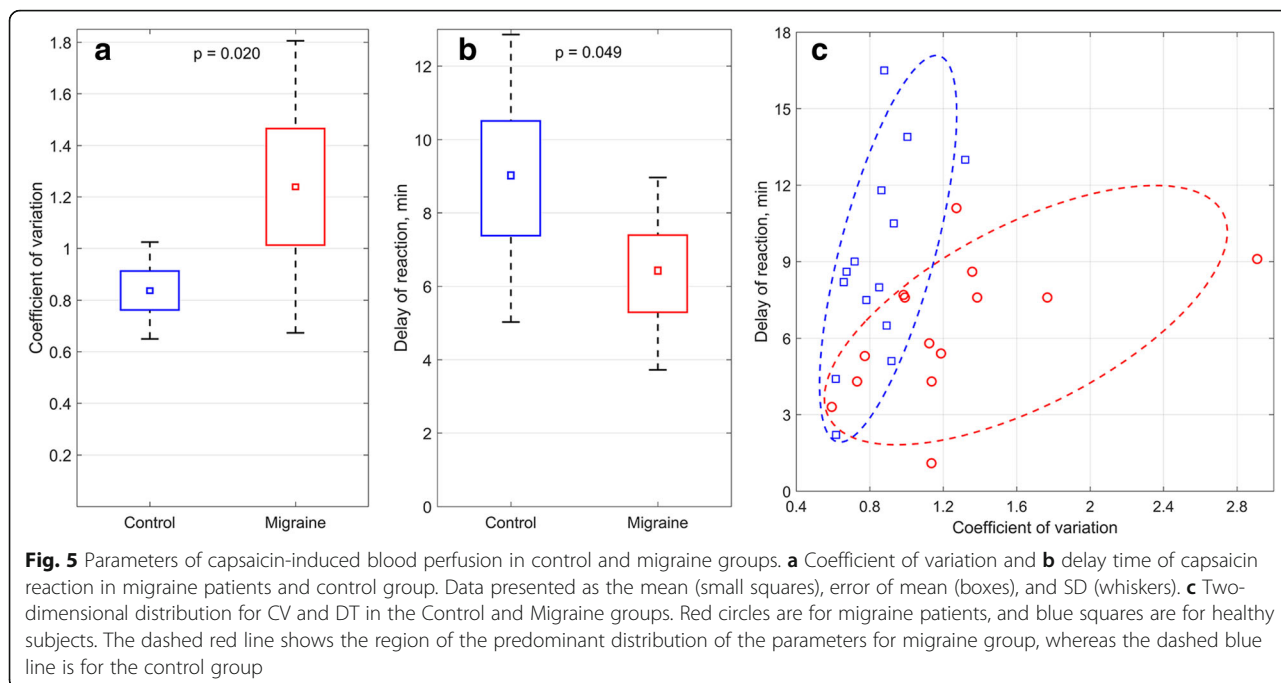 a
p = 0.020
1.8
1.6
1.4
1.2
1
0.8
0.6
0.4
0.2
Coefficient of variation
Control
Migraine
b
p = 0.049
12
10
8
6
4
2
0
Delay of reaction, min
Control
Migraine
c
18
15
12
9
6
3
0
Delay of reaction, min
0.4
0.8
1.2
1.6
2
2.4
2.8
Coefficient of variation
Fig. 5 Parameters of capsaicin-induced blood perfusion in control and migraine groups. a Coefficient of variation and b delay time of capsaicin
reaction in migraine patients and control group. Data presented as the mean (small squares), error of mean (boxes), and SD (whiskers). c Two-
dimensional distribution for CV and DT in the Control and Migraine groups. Red circles are for migraine patients, and blue squares are for healthy
subjects. The dashed red line shows the region of the predominant distribution of the parameters for migraine group, whereas the dashed blue
line is for the control group